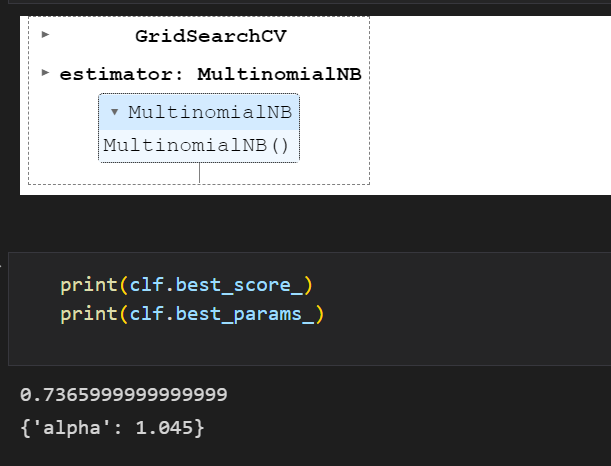 GridSearchCV
estimator: MultinomialNB
MultinomialNB
MultinomialNB()
print(clf.best_score_)
print(clf.best_params_)
0.7365999999999999
{'alpha': 1.045}